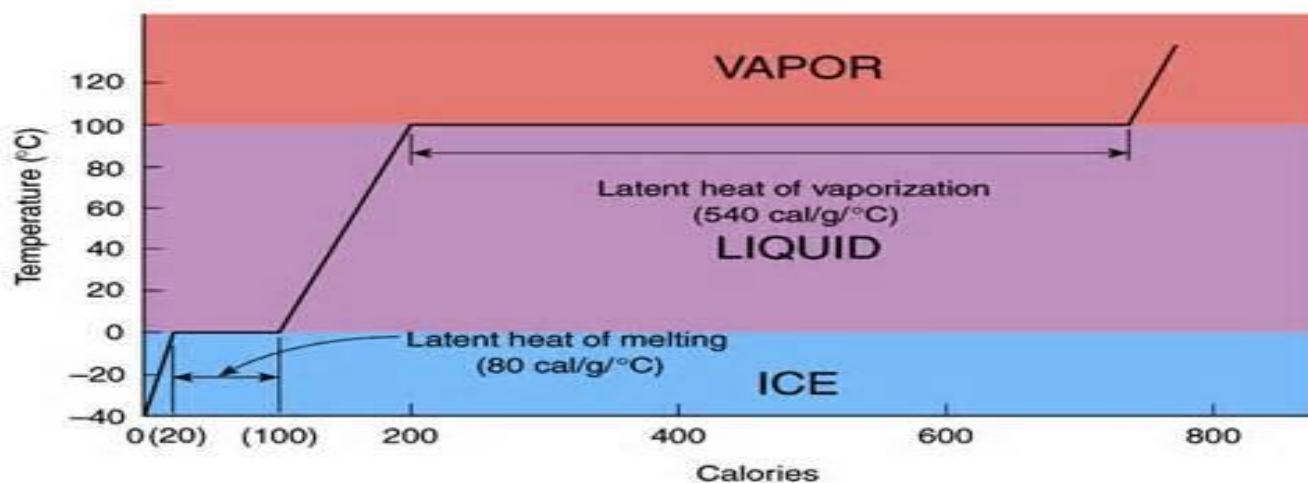 VAPOR
120
100
80
60
40
20
0
−20
−40
Temperature (°C)
Latent heat of vaporization
(540 cal/g/°C)
LIQUID
Latent heat of melting
(80 cal/g/°C)
ICE
0 (20) (100) 200 400 600 800
Calories